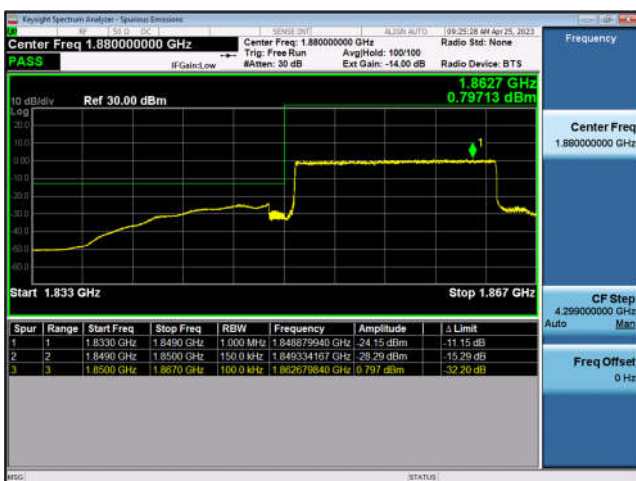 Keysight Spectrum Analyzer - Spurious Emissions
RF 50 Ω DC SENSE:INT ALIGN AUTO 09:25:28 AM Apr 25, 2023
Center Freq 1.880000000 GHz
Center Freq: 1.880000000 GHz
Radio Std: None
Trig: Free Run Avg|Hold: 100/100
PASS IFGain:Low #Atten: 30 dB Ext Gain: -14.00 dB Radio Device: BTS
Frequency
1.8627 GHz
0.79713 dBm
10 dB/div Ref 30.00 dBm
Log
20.0
10.0
0.00
-10.0
-20.0
-30.0
-40.0
-50.0
-60.0
1
Start 1.833 GHz Stop 1.867 GHz
Center Freq
1.880000000 GHz
CF Step
4.299000000 GHz
Auto Man
Freq Offset
0 Hz
Spur Range Start Freq Stop Freq RBW Frequency Amplitude Δ Limit
1 1 1.8330 GHz 1.8490 GHz 1.000 MHz 1.848879940 GHz -24.15 dBm -11.15 dB
2 2 1.8490 GHz 1.8500 GHz 150.0 kHz 1.849334167 GHz -28.29 dBm -15.29 dB
3 3 1.8500 GHz 1.8670 GHz 100.0 kHz 1.862679840 GHz 0.797 dBm -32.20 dB
MSG STATUS